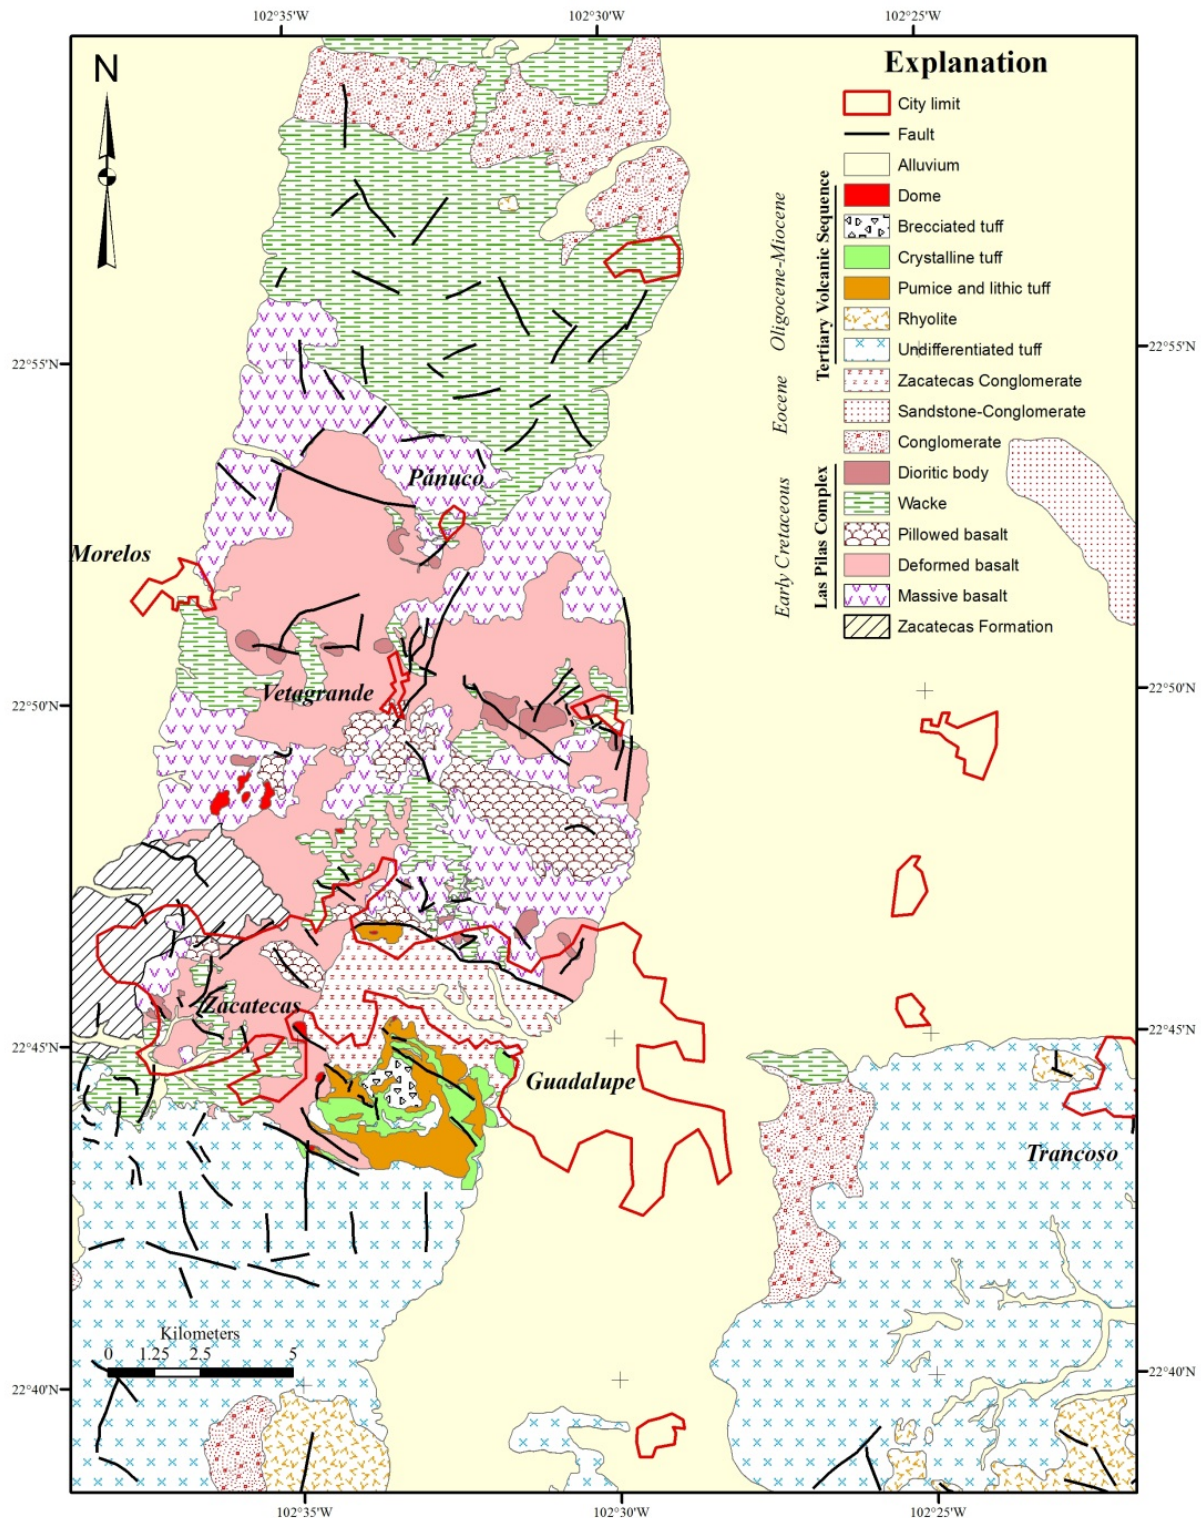 102°35'W 102°30'W 102°25'W
N
Explanation
City limit
Fault
Alluvium
Dome
Brecciated tuff
Crystalline tuff
Pumice and lithic tuff
Rhyolite
Undifferentiated tuff
Zacatecas Conglomerate
Sandstone-Conglomerate
Conglomerate
Dioritic body
Wacke
Pillowed basalt
Deformed basalt
Massive basalt
Zacatecas Formation
Oligocene-Miocene
Tertiary Volcanic Sequence
Eocene
Early Cretaceous
Las Pilas Complex
22°55'N 22°55'N
Pánuco
Morelos
Vetagrande
22°50'N 22°50'N
Zacatecas
22°45'N 22°45'N
Guadalupe
Trancoso
Kilometers
0 1.25 2.5 5
22°40'N 22°40'N
102°35'W 102°30'W 102°25'W